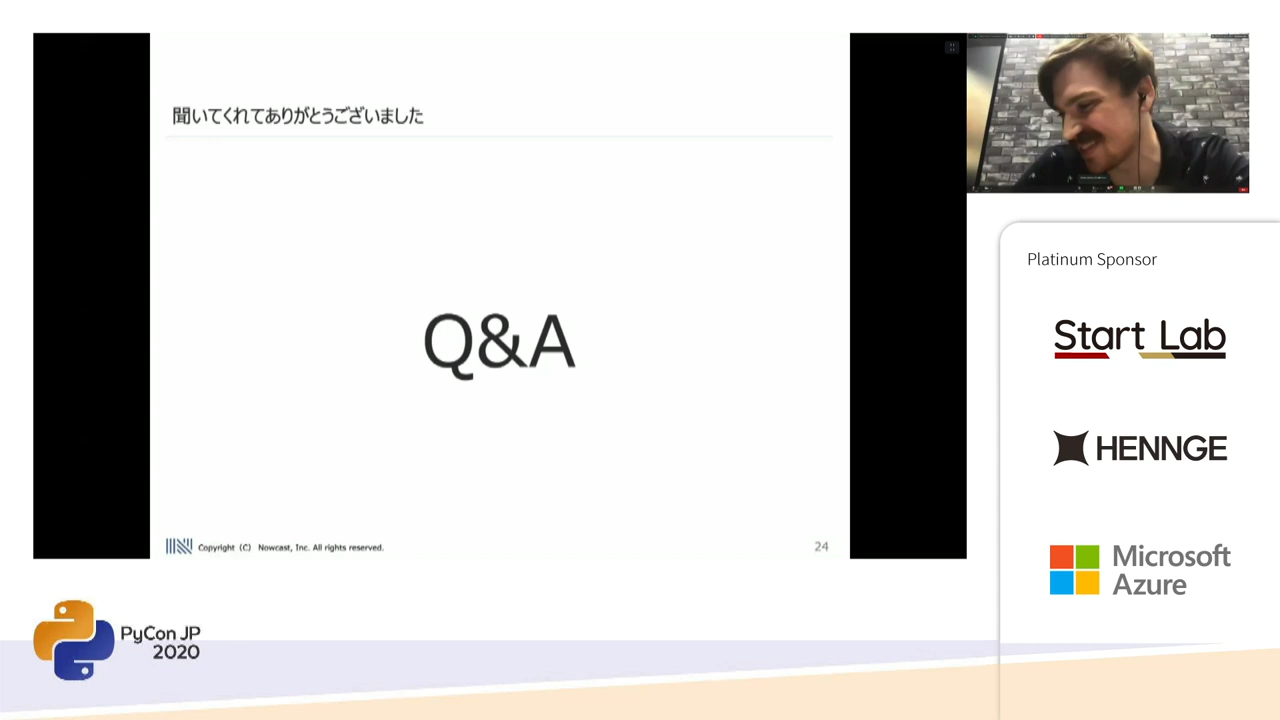 聞いてくれてありがとうございました
Q&A
Copyright (C) Nowcast, Inc. All rights reserved.
24
Platinum Sponsor
Start Lab
HENNGE
Microsoft
Azure
PyCon JP
2020